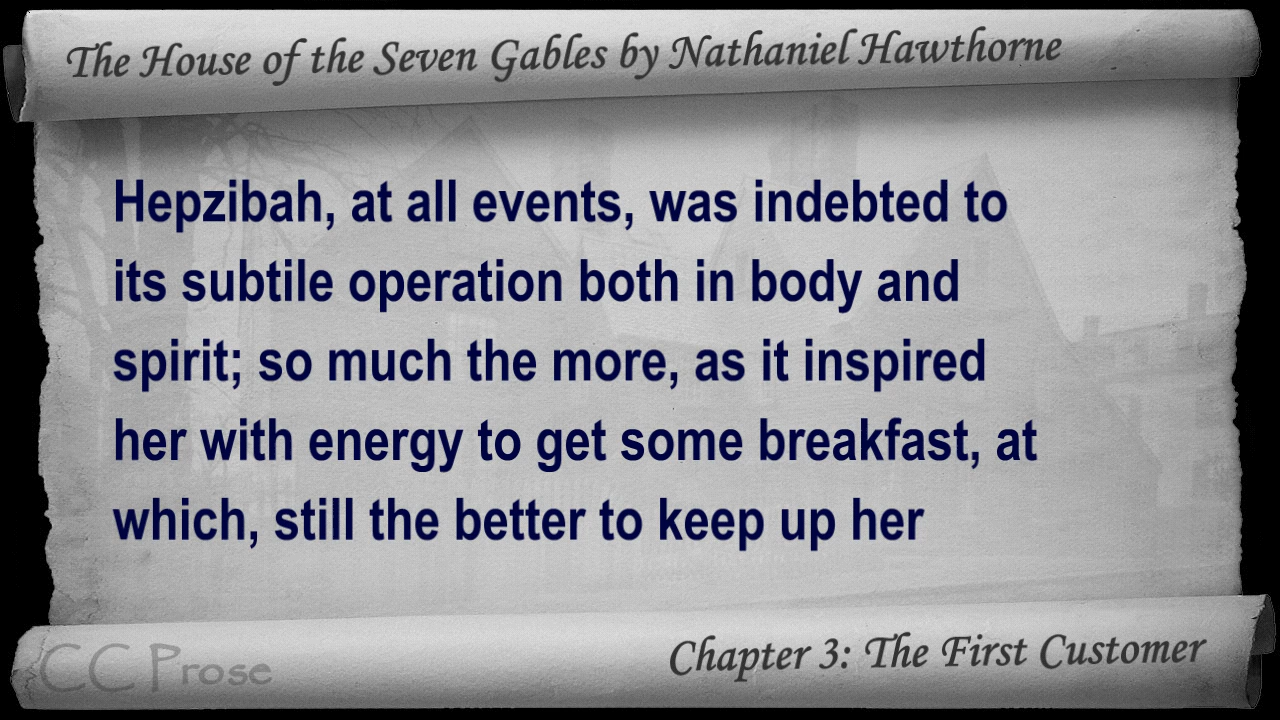 The House of the Seven Gables by Nathaniel Hawthorne
Hepzibah, at all events, was indebted to
its subtile operation both in body and
spirit; so much the more, as it inspired
her with energy to get some breakfast, at
which, still the better to keep up her
CC Prose
Chapter 3: The First Customer